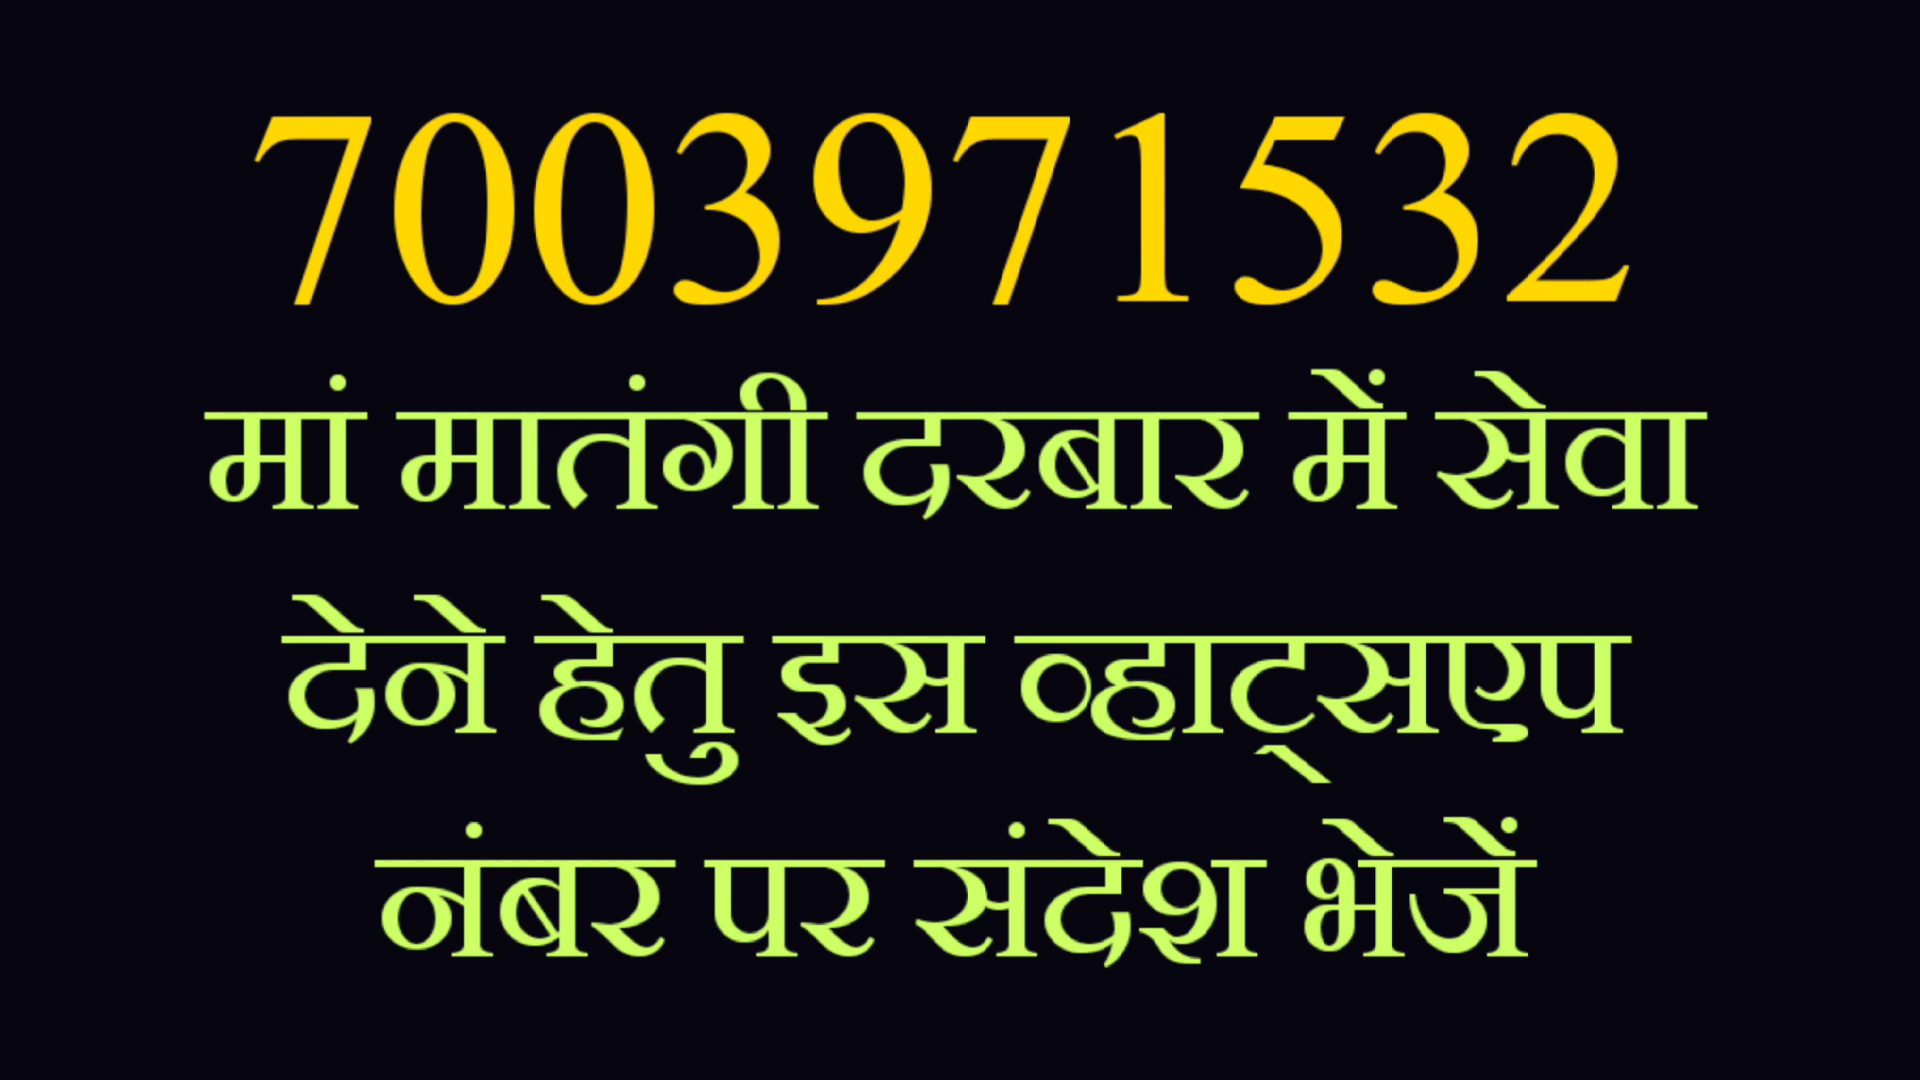 7003971532
मां मातंगी दरबार में सेवा
देने हेतु इस व्हाट्सएप
नंबर पर संदेश भेजें